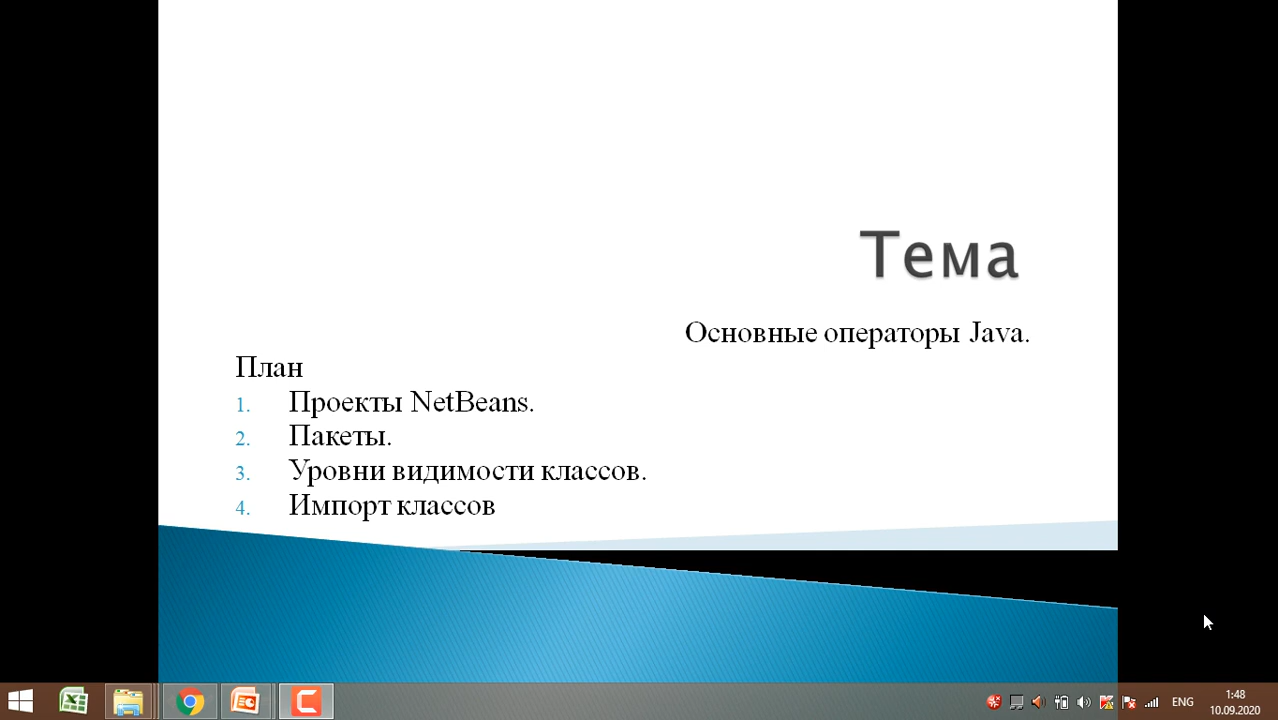 Тема
Основные операторы Java.
План
1. Проекты NetBeans.
2. Пакеты.
3. Уровни видимости классов.
4. Импорт классов
ENG
1:48
10.09.2020